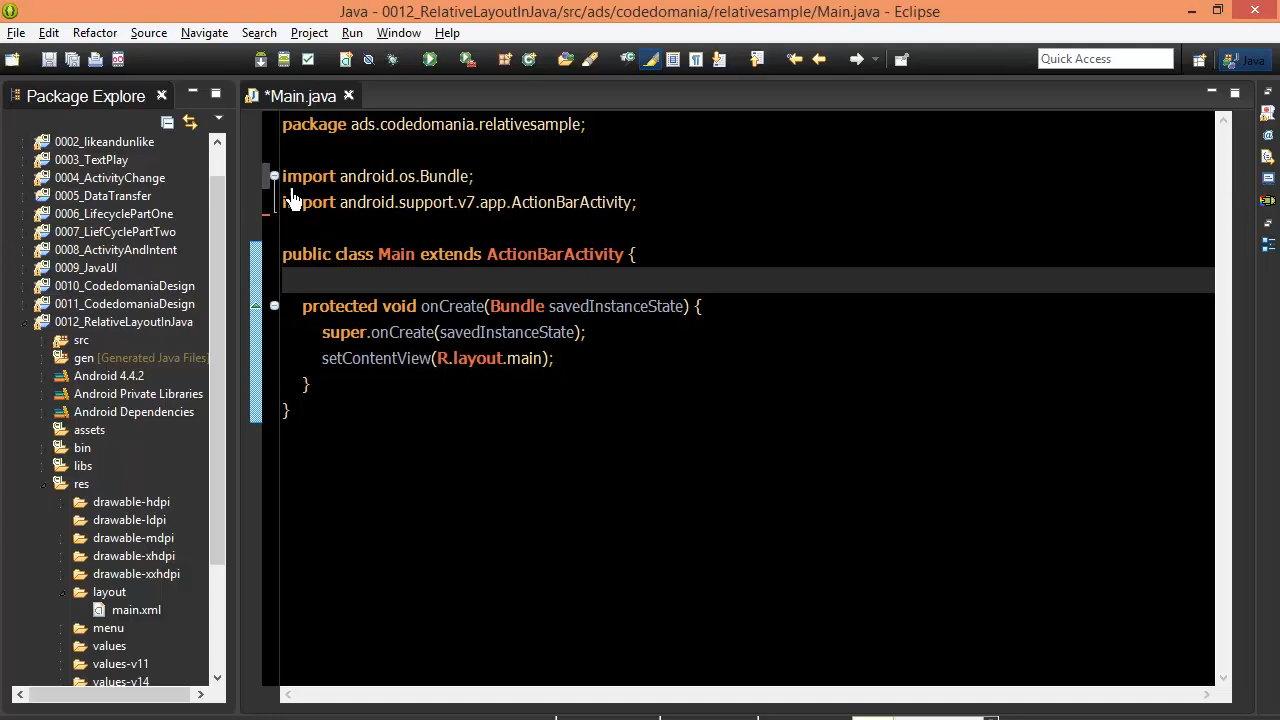 Java - 0012_RelativeLayoutInJava/src/ads/codedomania/relativesample/Main.java - Eclipse
File Edit Refactor Source Navigate Search Project Run Window Help
Quick Access
Java
Package Explore
*Main.java
0002_likeandunlike
0003_TextPlay
0004_ActivityChange
0005_DataTransfer
0006_LifecyclePartOne
0007_LiefCyclePartTwo
0008_ActivityAndIntent
0009_JavaUI
0010_CodedomaniaDesign
0011_CodedomaniaDesign
0012_RelativeLayoutInJava
src
gen [Generated Java Files]
Android 4.4.2
Android Private Libraries
Android Dependencies
assets
bin
libs
res
drawable-hdpi
drawable-ldpi
drawable-mdpi
drawable-xhdpi
drawable-xxhdpi
layout
main.xml
menu
values
values-v11
values-v14
package ads.codedomania.relativesample;
import android.os.Bundle;
import android.support.v7.app.ActionBarActivity;
public class Main extends ActionBarActivity {
protected void onCreate(Bundle savedInstanceState) {
super.onCreate(savedInstanceState);
setContentView(R.layout.main);
}
}